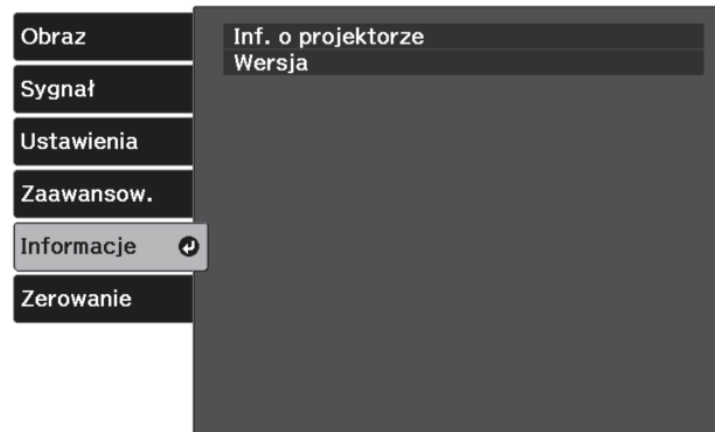 Obraz
Sygnał
Ustawienia
Zaawansow.
Informacje
Zerowanie
Inf. o projektorze
Wersja